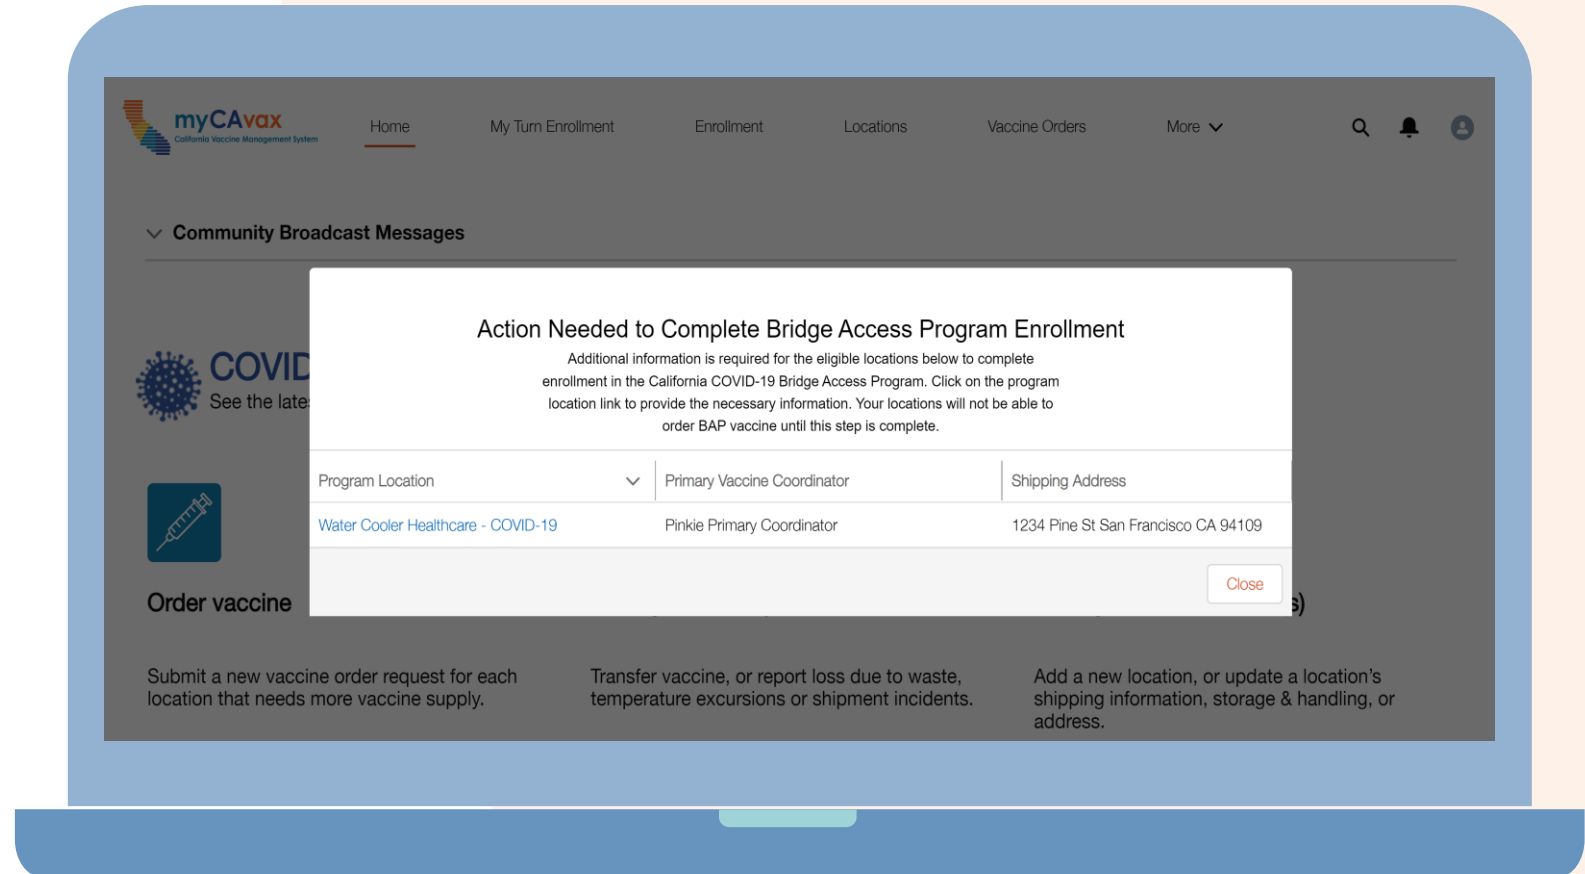 myCAvax
California Vaccine Management System
Home
My Turn Enrollment
Enrollment
Locations
Vaccine Orders
More
Community Broadcast Messages
COVID
See the late
Action Needed to Complete Bridge Access Program Enrollment
Additional information is required for the eligible locations below to complete
enrollment in the California COVID-19 Bridge Access Program. Click on the program
location link to provide the necessary information. Your locations will not be able to
order BAP vaccine until this step is complete.
Program Location
Primary Vaccine Coordinator
Shipping Address
Water Cooler Healthcare - COVID-19
Pinkie Primary Coordinator
1234 Pine St San Francisco CA 94109
Close
Order vaccine
s)
Submit a new vaccine order request for each
location that needs more vaccine supply.
Transfer vaccine, or report loss due to waste,
temperature excursions or shipment incidents.
Add a new location, or update a location's
shipping information, storage & handling, or
address.